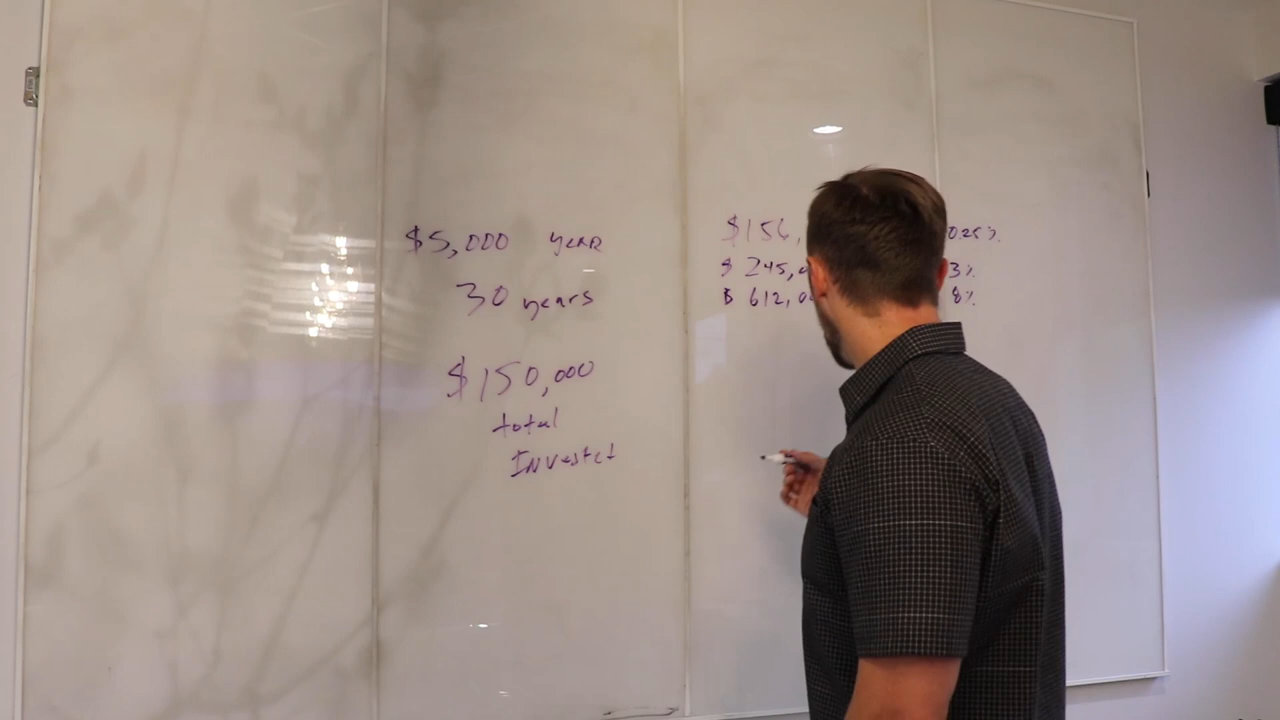 $5,000 year
30 years
$150,000
total
Invested
$156, 0.25%
$ 245,0 3%
$ 612,0 8%